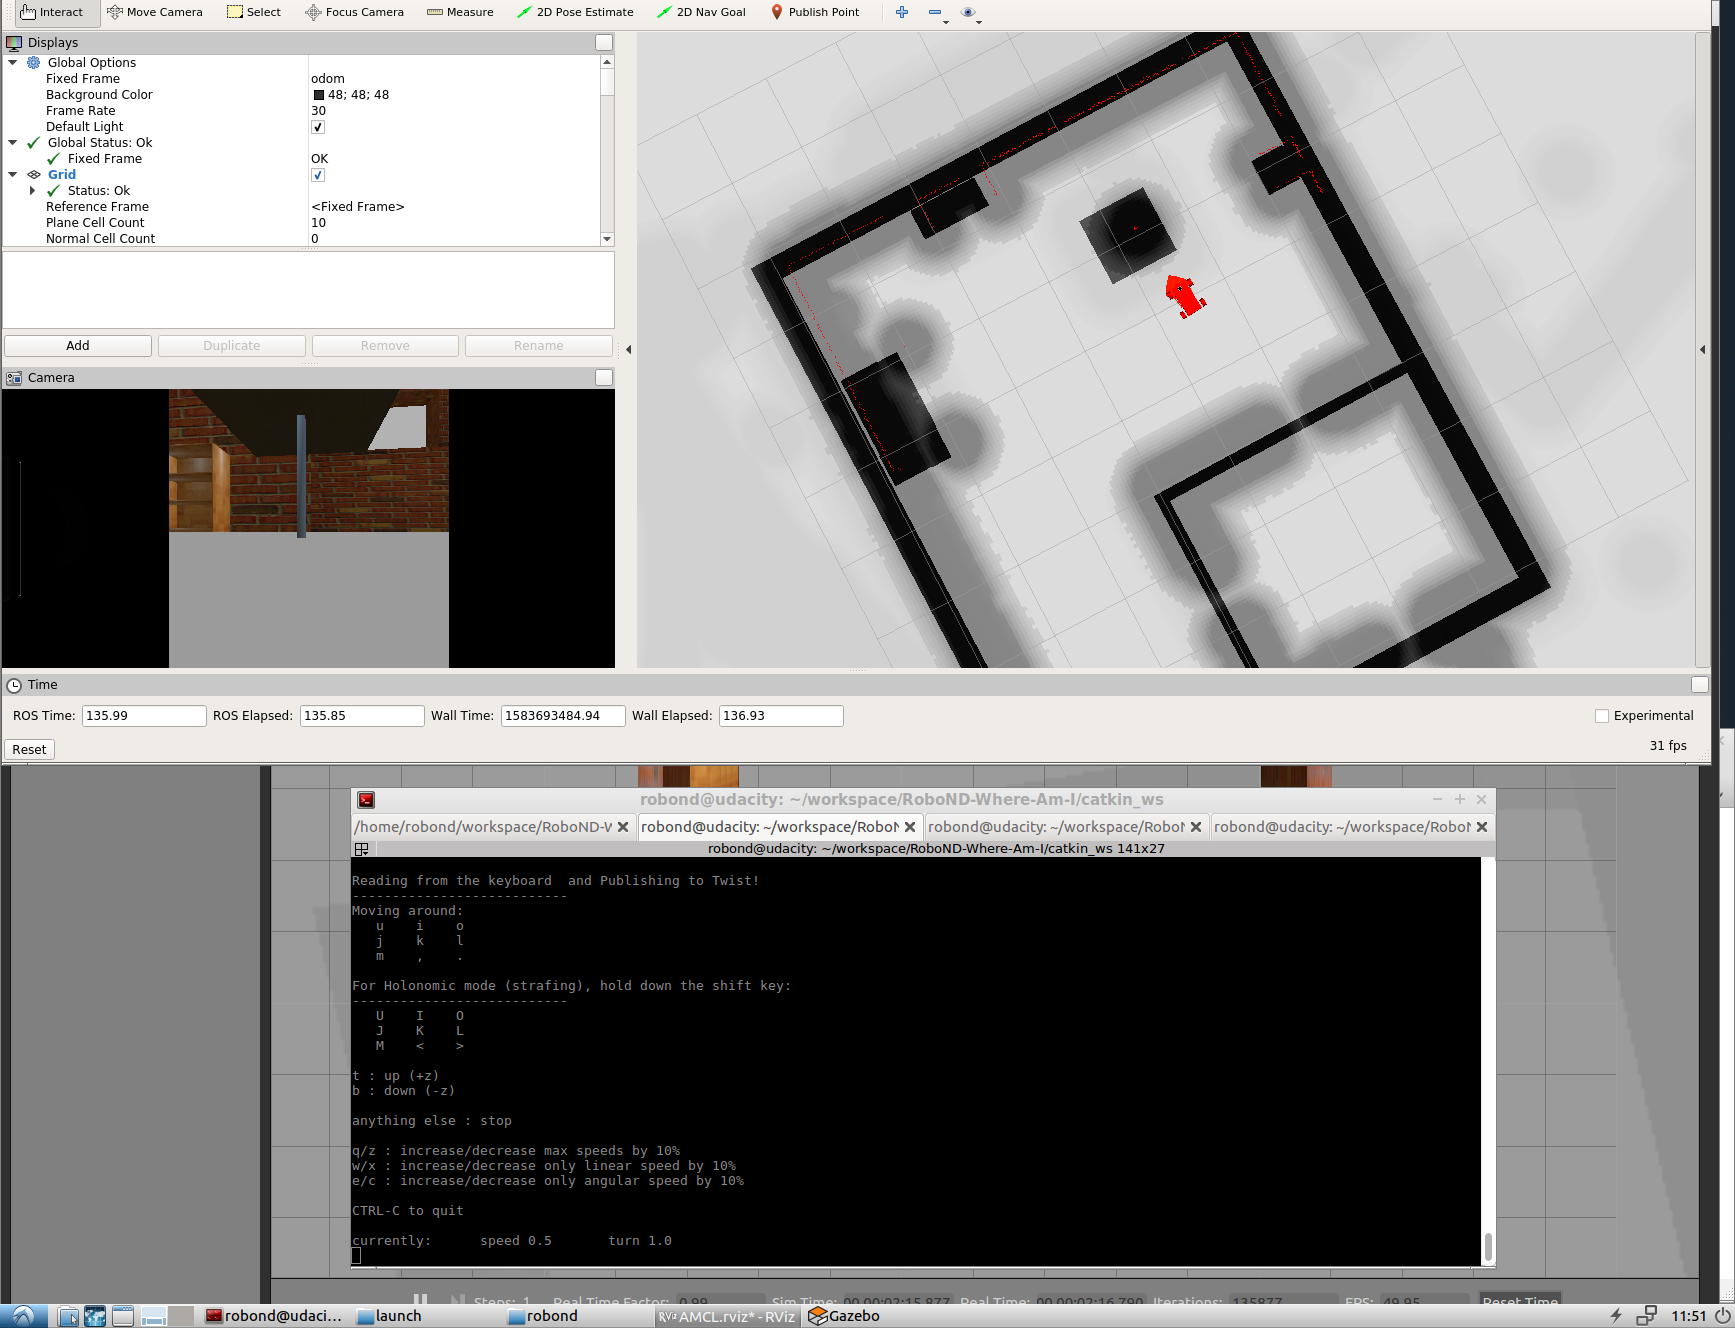 Interact Move Camera Select Focus Camera Measure 2D Pose Estimate 2D Nav Goal Publish Point
Displays
Global Options
Fixed Frame odom
Background Color 48; 48; 48
Frame Rate 30
Default Light
Global Status: Ok
Fixed Frame OK
Grid
Status: Ok
Reference Frame <Fixed Frame>
Plane Cell Count 10
Normal Cell Count 0
Add Duplicate Remove Rename
Camera
Time
ROS Time: 135.99 ROS Elapsed: 135.85 Wall Time: 1583693484.94 Wall Elapsed: 136.93 Experimental
Reset 31 fps
robond@udacity: ~/workspace/RoboND-Where-Am-I/catkin_ws
/home/robond/workspace/RoboND-W robond@udacity: ~/workspace/RoboN robond@udacity: ~/workspace/RoboN robond@udacity: ~/workspace/RoboN
robond@udacity: ~/workspace/RoboND-Where-Am-I/catkin_ws 141x27
Reading from the keyboard  and Publishing to Twist!
---------------------------
Moving around:
u i o
j k l
m , .
For Holonomic mode (strafing), hold down the shift key:
---------------------------
U I O
J K L
M < >
t : up (+z)
b : down (-z)
anything else : stop
q/z : increase/decrease max speeds by 10%
w/x : increase/decrease only linear speed by 10%
e/c : increase/decrease only angular speed by 10%
CTRL-C to quit
currently: speed 0.5 turn 1.0
Steps: 1 Real Time Factor: 0.99 Sim Time: 00 00:02:15.877 Real Time: 00 00:02:16.790 Iterations: 135877 FPS: 49.95 Reset Time
robond@udaci... launch robond AMCL.rviz* - RViz Gazebo 11:51